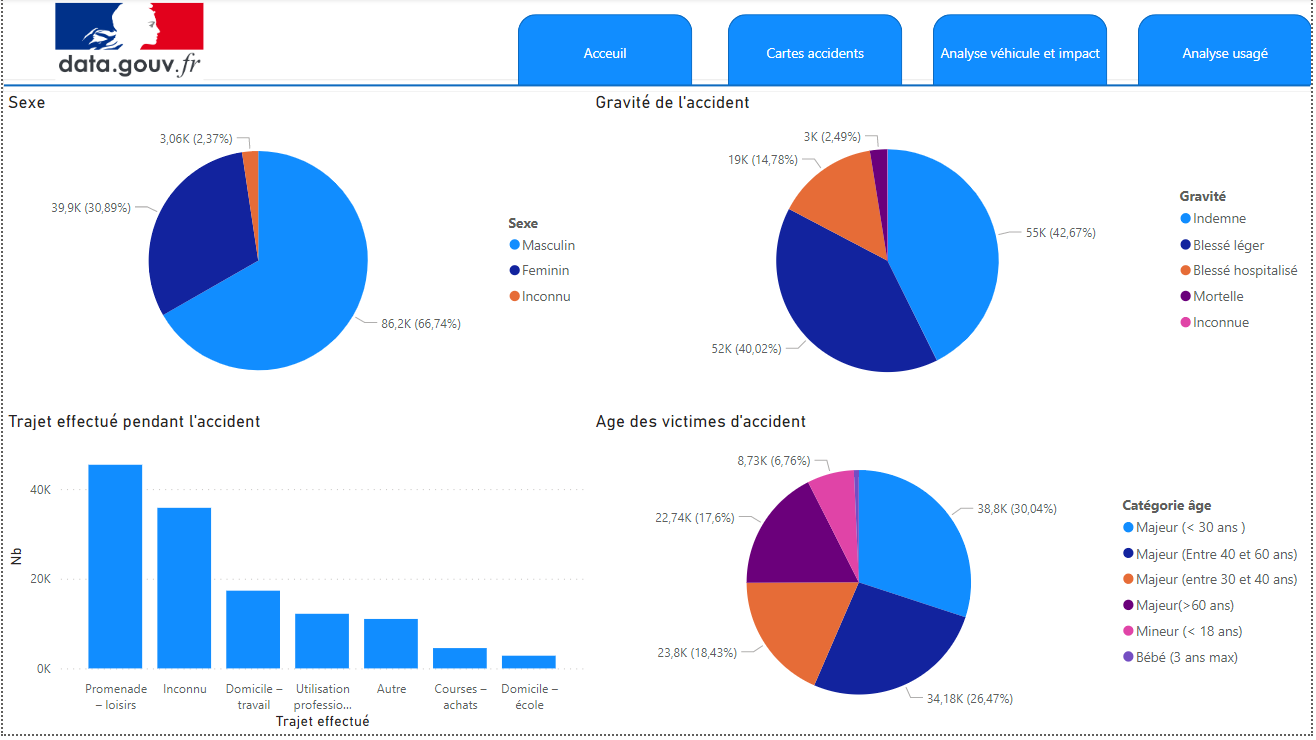 data.gouv.fr
Acceuil
Cartes accidents
Analyse véhicule et impact
Analyse usagé
Sexe
3,06K (2,37%)
39,9K (30,89%)
86,2K (66,74%)
Sexe
Masculin
Feminin
Inconnu
Gravité de l'accident
3K (2,49%)
19K (14,78%)
55K (42,67%)
52K (40,02%)
Gravité
Indemne
Blessé léger
Blessé hospitalisé
Mortelle
Inconnue
Trajet effectué pendant l'accident
Nb
40K
20K
0K
Promenade
– loisirs
Inconnu
Domicile –
travail
Utilisation
professio...
Autre
Courses –
achats
Domicile –
école
Trajet effectué
Age des victimes d'accident
8,73K (6,76%)
22,74K (17,6%)
38,8K (30,04%)
23,8K (18,43%)
34,18K (26,47%)
Catégorie âge
Majeur (< 30 ans )
Majeur (Entre 40 et 60 ans)
Majeur (entre 30 et 40 ans)
Majeur(>60 ans)
Mineur (< 18 ans)
Bébé (3 ans max)